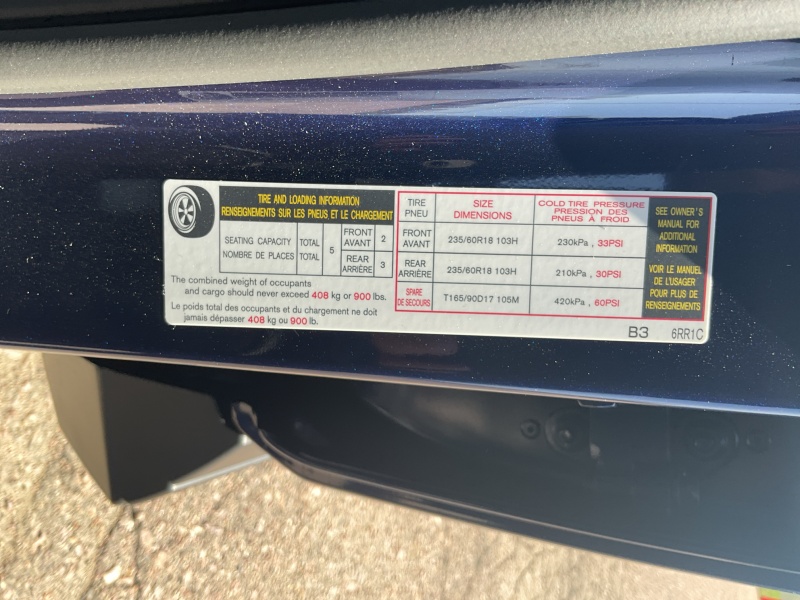 TIRE AND LOADING INFORMATION
RENSEIGNEMENTS SUR LES PNEUS ET LE CHARGEMENT
SEATING CAPACITY
NOMBRE DE PLACES
TOTAL
TOTAL
5
FRONT
AVANT
2
REAR
ARRIÈRE
3
The combined weight of occupants
and cargo should never exceed 408 kg or 900 lbs.
Le poids total des occupants et du chargement ne doit
jamais dépasser 408 kg ou 900 lb.
TIRE
PNEU
SIZE
DIMENSIONS
COLD TIRE PRESSURE
PRESSION DES
PNEUS À FROID
FRONT
AVANT
235/60R18 103H
230kPa , 33PSI
REAR
ARRIÈRE
235/60R18 103H
210kPa , 30PSI
SPARE
DE SECOURS
T165/90D17 105M
420kPa , 60PSI
SEE OWNER'S
MANUAL FOR
ADDITIONAL
INFORMATION
VOIR LE MANUEL
DE L'USAGER
POUR PLUS DE
RENSEIGNEMENTS
B3 6RR1C